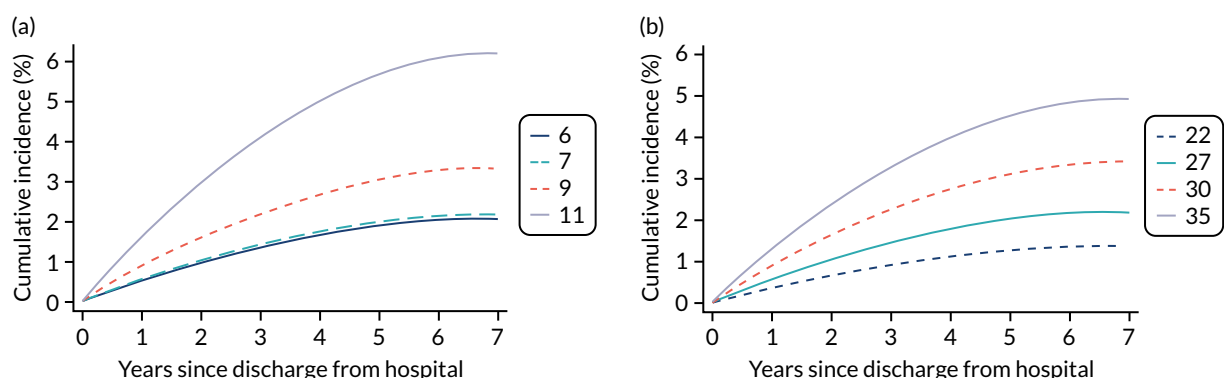 (a)
Cumulative incidence (%)
6
5
4
3
2
1
0
0 1 2 3 4 5 6 7
Years since discharge from hospital
6
7
9
11
(b)
Cumulative incidence (%)
6
5
4
3
2
1
0
0 1 2 3 4 5 6 7
Years since discharge from hospital
22
27
30
35